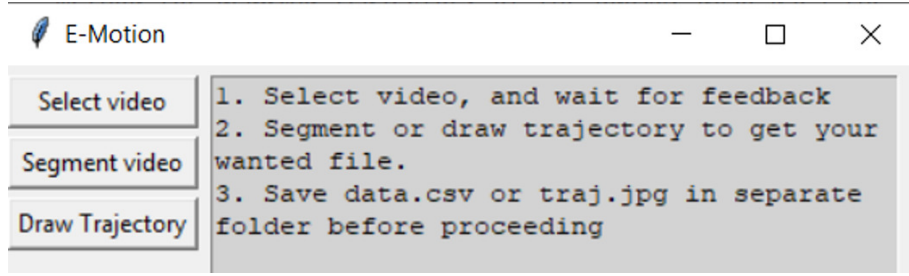 E-Motion
Select video
Segment video
Draw Trajectory
1. Select video, and wait for feedback
2. Segment or draw trajectory to get your
wanted file.
3. Save data.csv or traj.jpg in separate
folder before proceeding